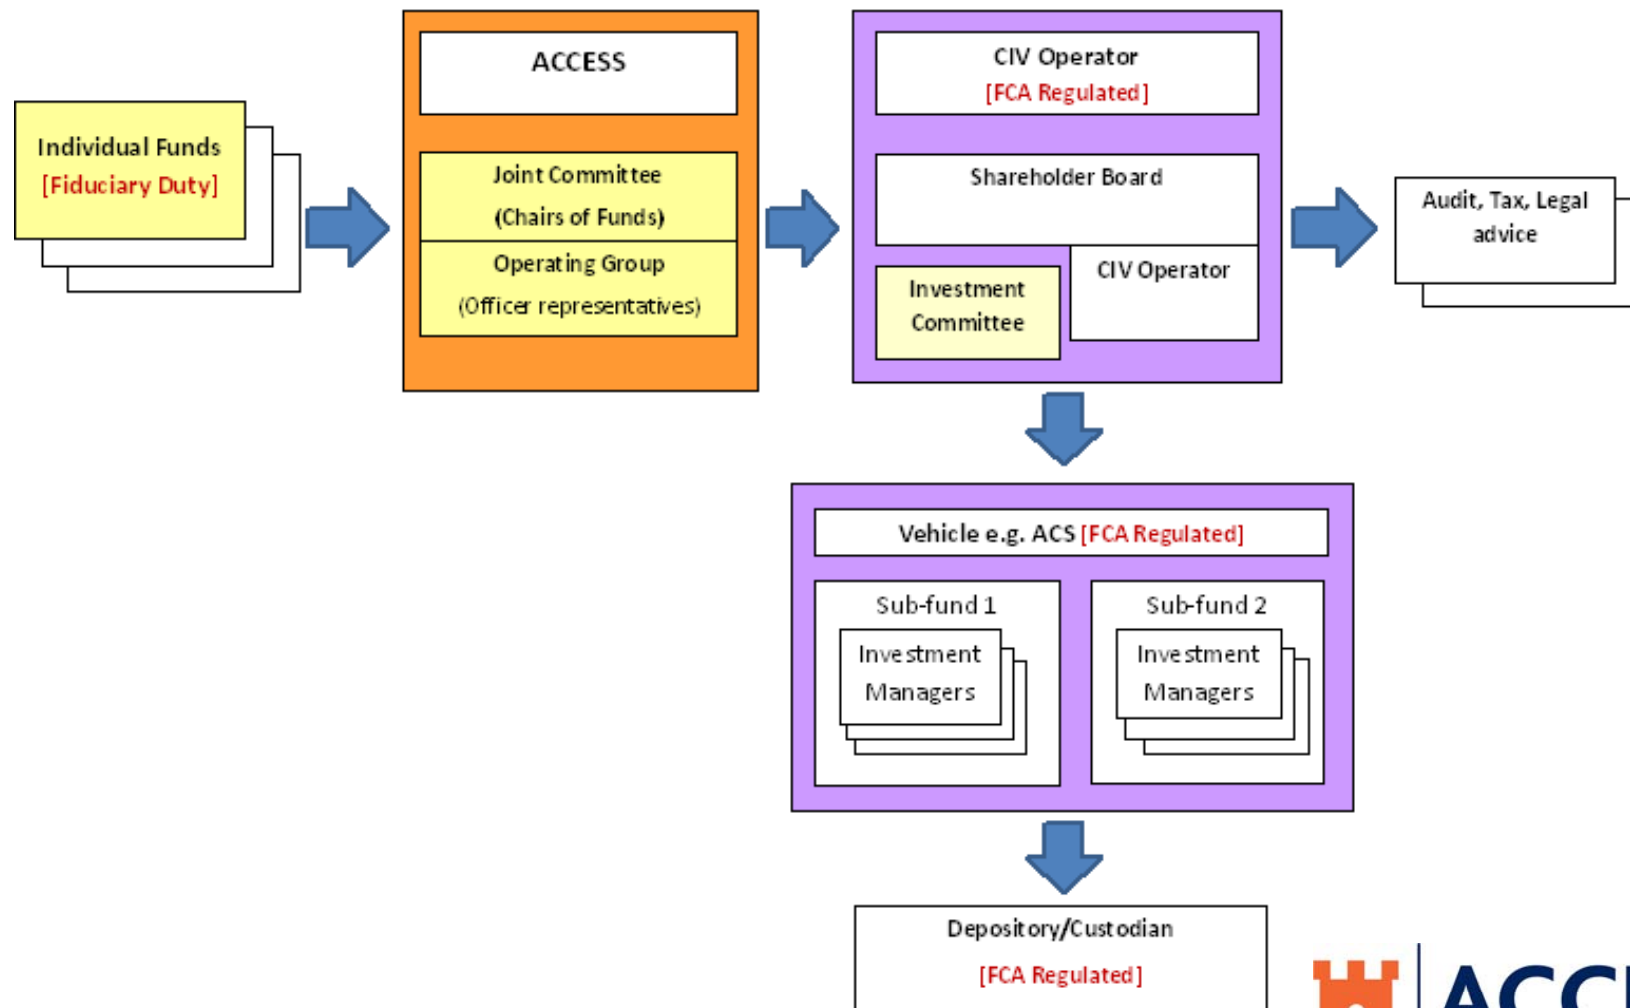 Individual Funds
[Fiduciary Duty]
ACCESS
Joint Committee
(Chairs of Funds)
Operating Group
(Officer representatives)
CIV Operator
[FCA Regulated]
Shareholder Board
CIV Operator
Investment
Committee
Audit, Tax, Legal
advice
Vehicle e.g. ACS [FCA Regulated]
Sub-fund 1
Investment
Managers
Sub-fund 2
Investment
Managers
Depository/Custodian
[FCA Regulated]